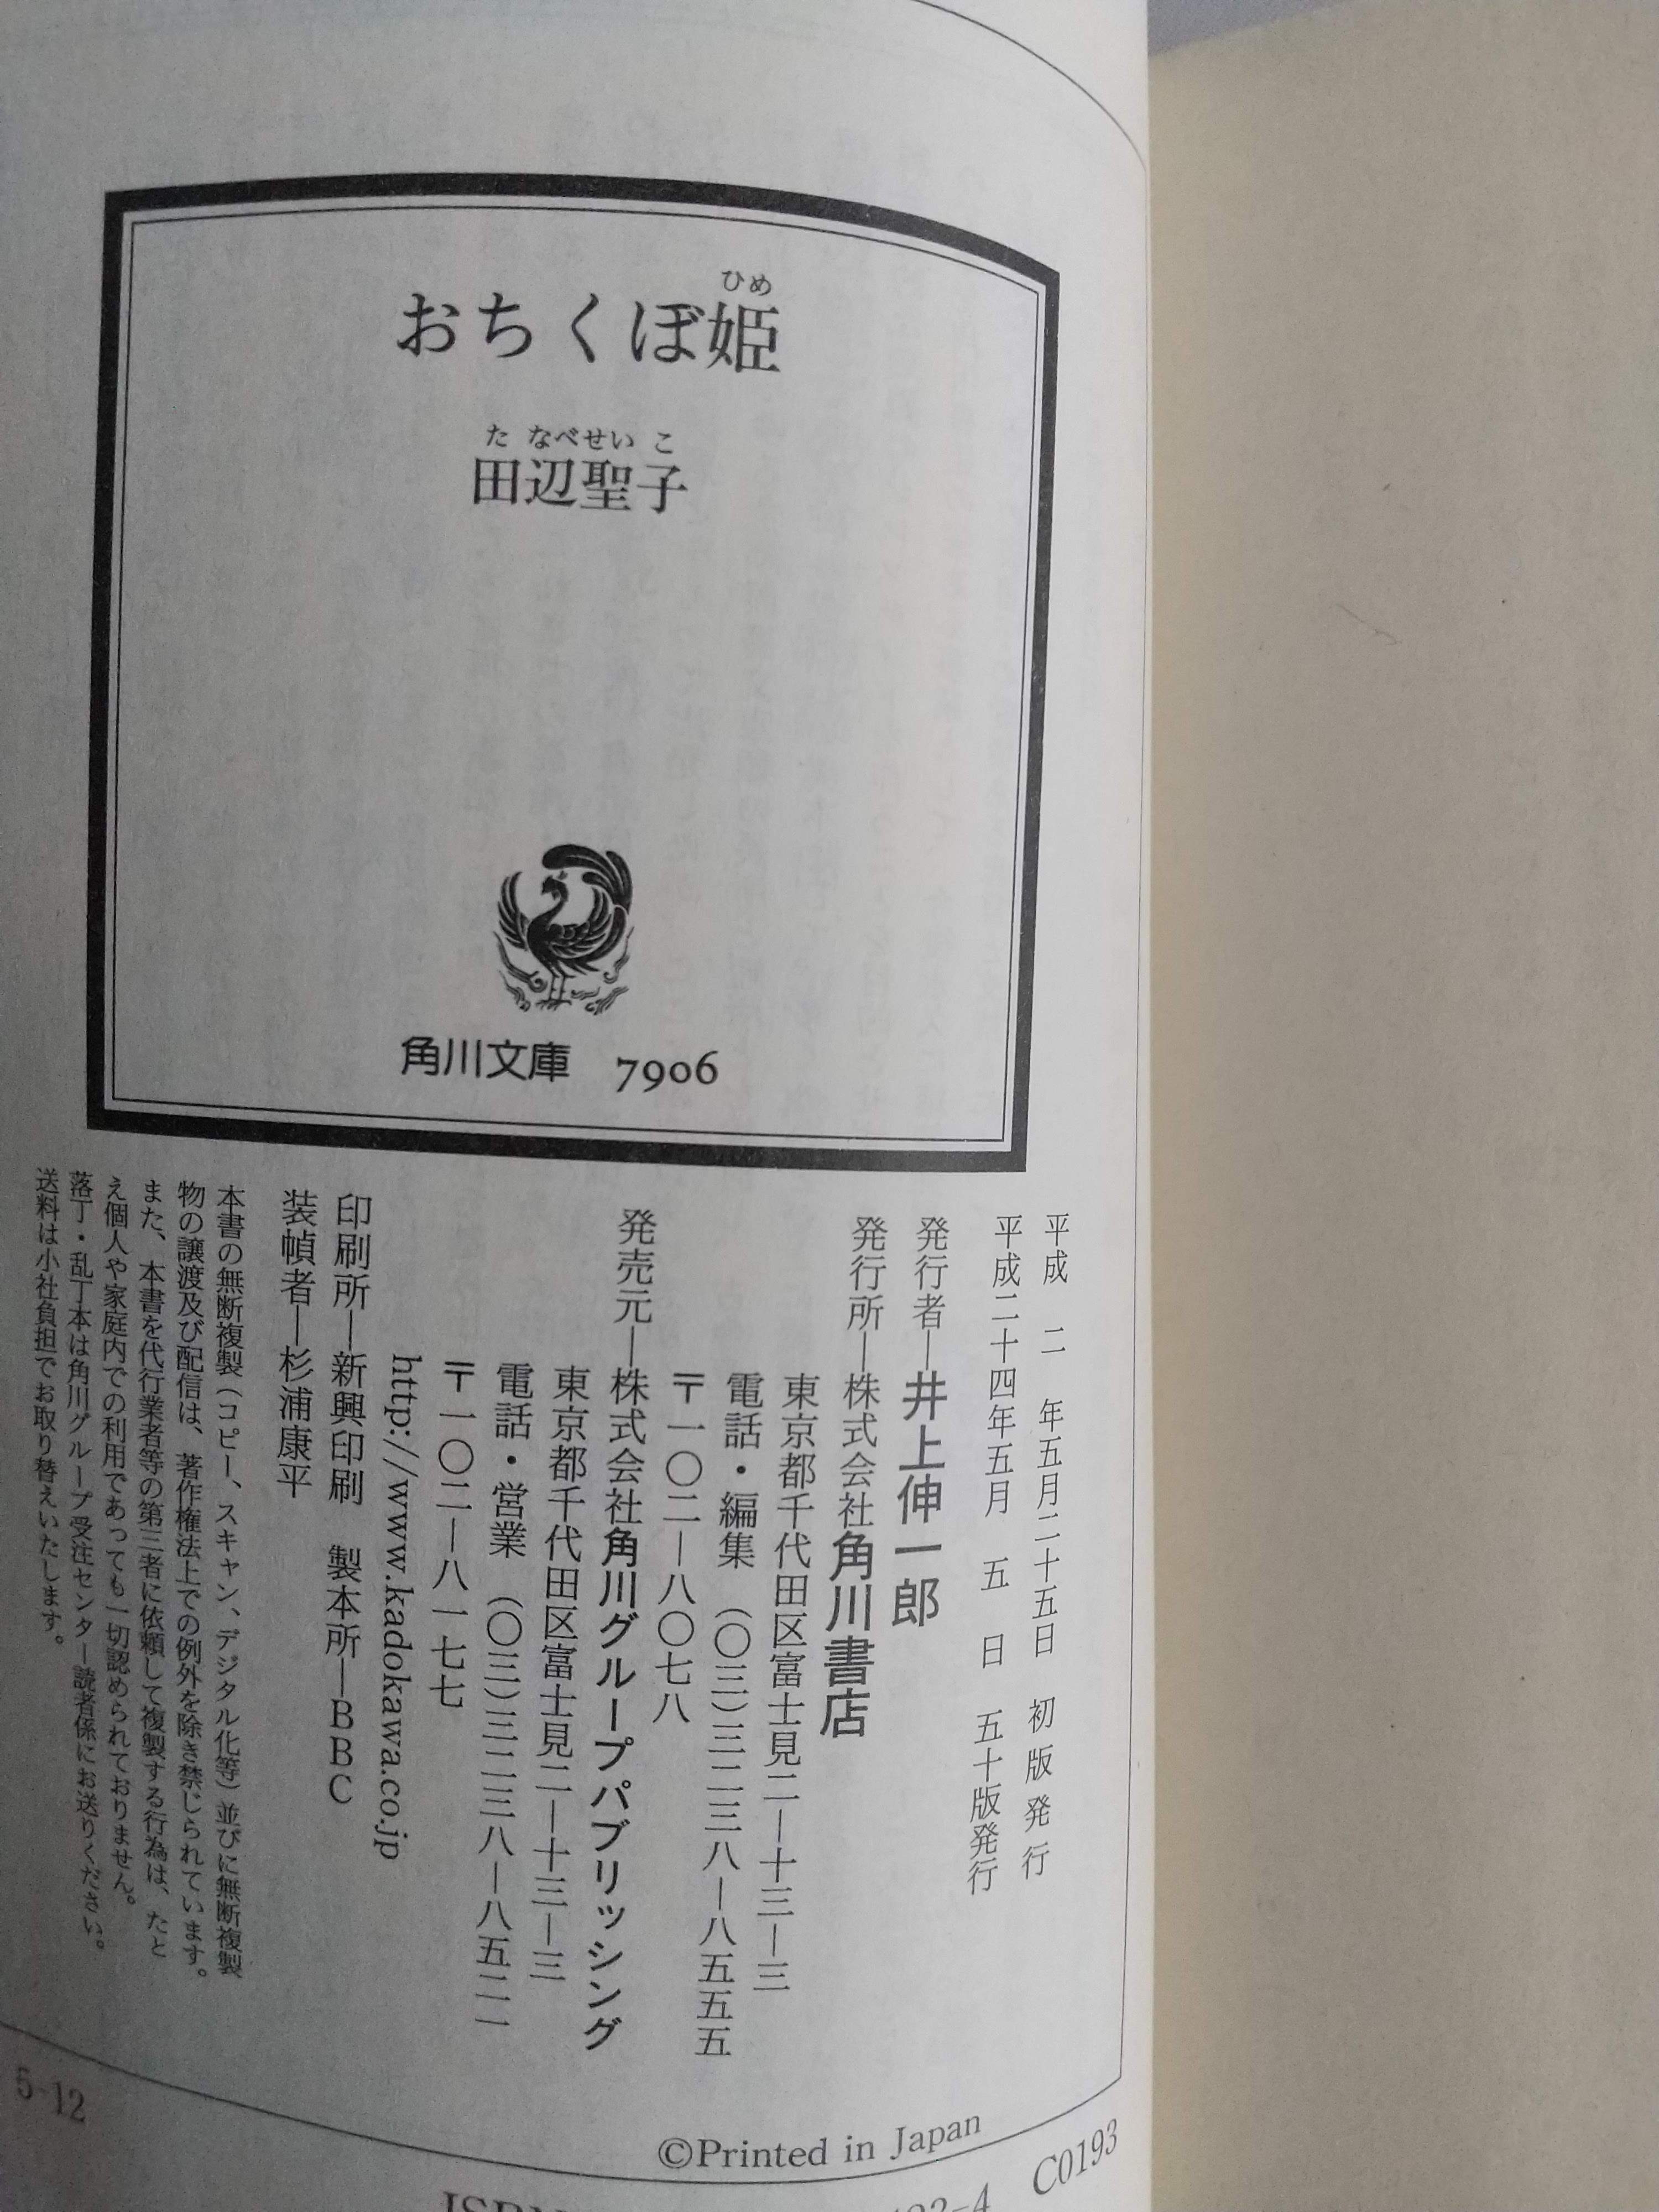 ひめ
おちくぼ姫
たなべせいこ
田辺聖子
角川文庫 7906
平成 二 年五月二十五日 初版発行
平成二十四年五月 五 日 五十版発行
発行者―井上伸一郎
発行所―株式会社角川書店
東京都千代田区富士見二―十三―三
電話・編集 (〇三)三二三八―八五五五
〒一〇二―八〇七八
発売元―株式会社角川グループパブリッシング
東京都千代田区富士見二―十三―三
電話・営業 (〇三)三二三八―八五二一
〒一〇二―八一七七
http://www.kadokawa.co.jp
印刷所―新興印刷 製本所―BBC
装幀者―杉浦康平
本書の無断複製(コピー、スキャン、デジタル化等)並びに無断複製
物の譲渡及び配信は、著作権法上での例外を除き禁じられています。
また、本書を代行業者等の第三者に依頼して複製する行為は、たと
え個人や家庭内での利用であっても一切認められておりません。
落丁・乱丁本は角川グループ受注センター読者係にお送りください。
送料は小社負担でお取り替えいたします。
©Printed in Japan
5-12
C0193